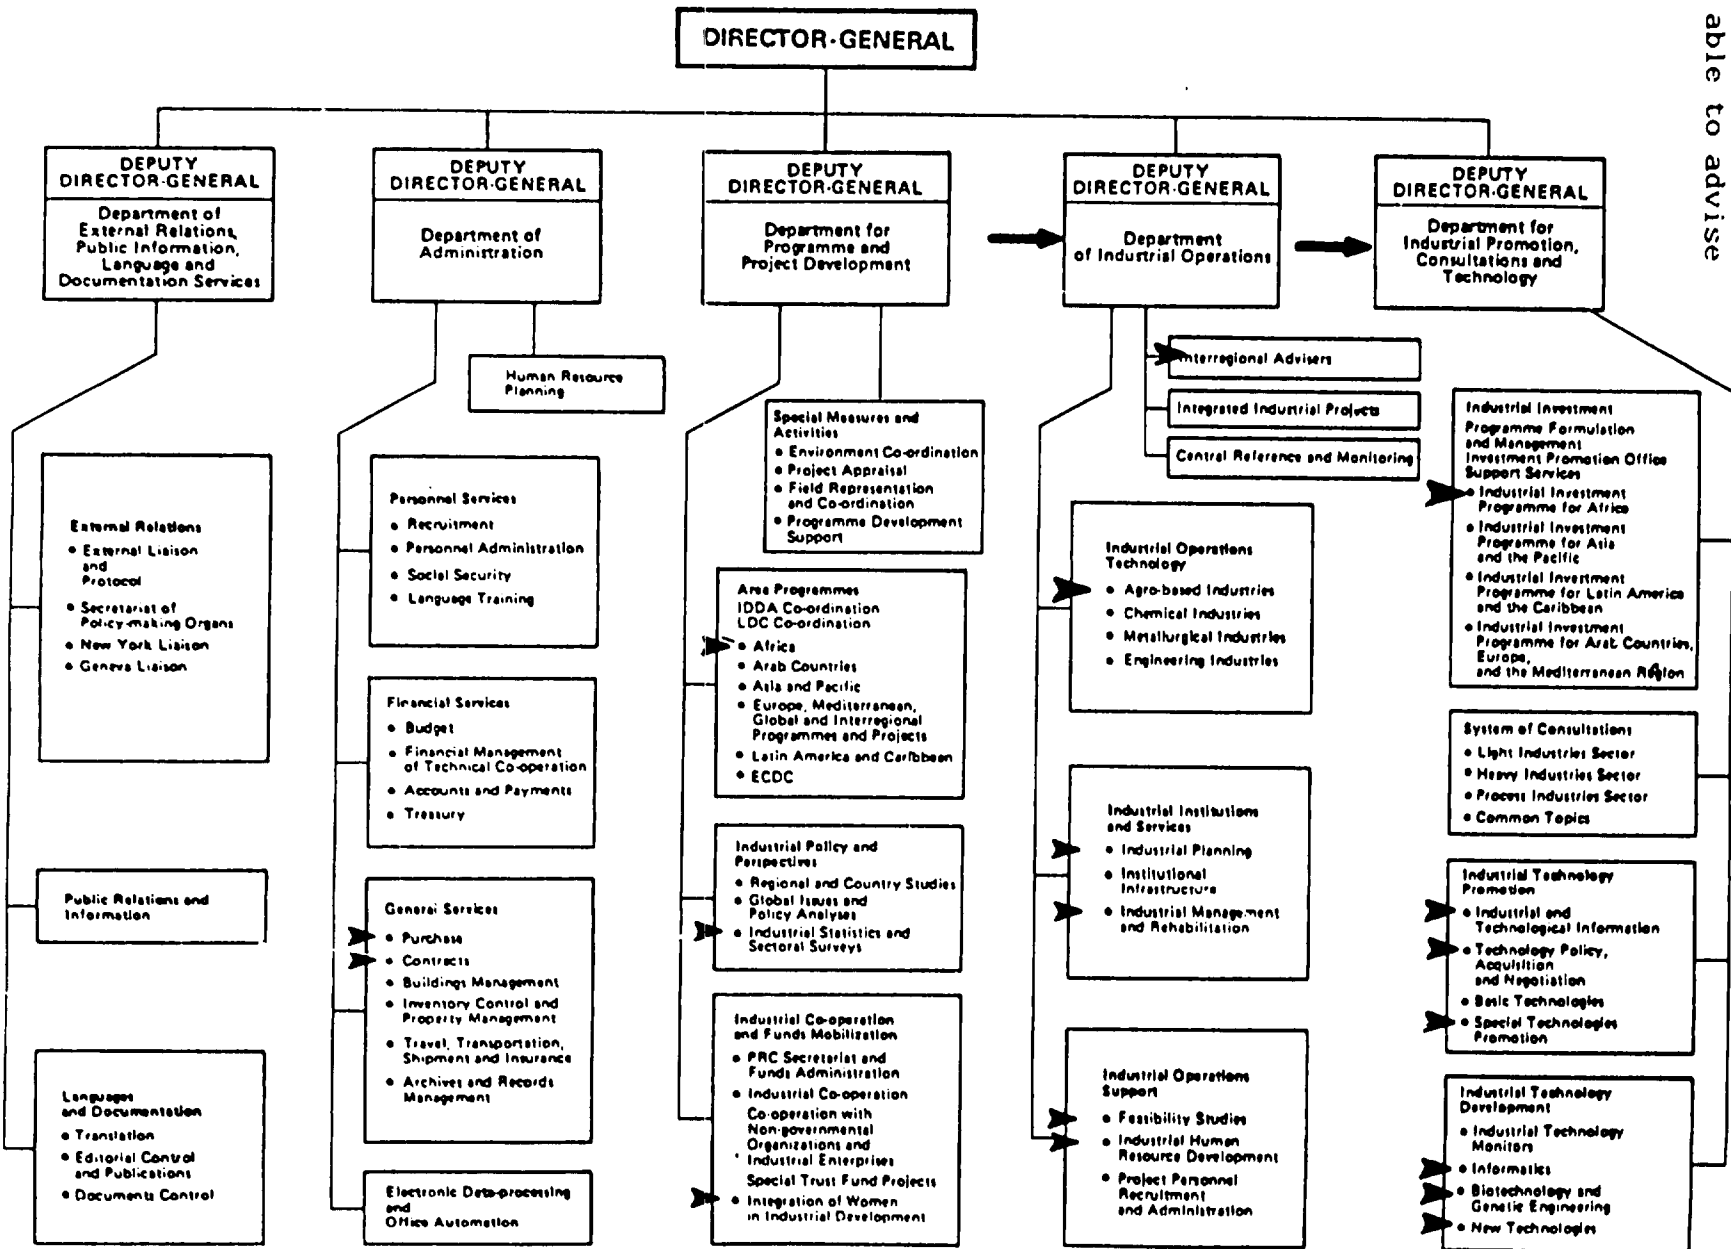 able to advise
DIRECTOR-GENERAL
DEPUTY
DIRECTOR-GENERAL
Department of
External Relations,
Public Information,
Language and
Documentation Services
External Relations
• External Liaison
and
Protocol
• Secretariat of
Policy-making Organs
• New York Liaison
• Geneva Liaison
Public Relations and
Information
Languages
and Documentation
• Translation
• Editorial Control
and Publications
• Documents Control
DEPUTY
DIRECTOR-GENERAL
Department of
Administration
Human Resource
Planning
Personnel Services
• Recruitment
• Personnel Administration
• Social Security
• Language Training
Financial Services
• Budget
• Financial Management
of Technical Co-operation
• Accounts and Payments
• Treasury
General Services
• Purchase
• Contracts
• Buildings Management
• Inventory Control and
Property Management
• Travel, Transportation,
Shipment and Insurance
• Archives and Records
Management
Electronic Data-processing
and
Office Automation
DEPUTY
DIRECTOR-GENERAL
Department for
Programme and
Project Development
Special Measures and
Activities
• Environment Co-ordination
• Project Appraisal
• Field Representation
and Co-ordination
• Programme Development
Support
Area Programmes
IDDA Co-ordination
LDC Co-ordination
• Africa
• Arab Countries
• Asia and Pacific
• Europe, Mediterranean,
Global and Interregional
Programmes and Projects
• Latin America and Caribbean
• ECDC
Industrial Policy and
Perspectives
• Regional and Country Studies
• Global Issues and
Policy Analyses
• Industrial Statistics and
Sectoral Surveys
Industrial Co-operation
and Funds Mobilization
• PRC Secretariat and
Funds Administration
• Industrial Co-operation
Co-operation with
Non-governmental
Organizations and
Industrial Enterprises
Special Trust Fund Projects
• Integration of Women
in Industrial Development
DEPUTY
DIRECTOR-GENERAL
Department
of Industrial Operations
Interregional Advisers
Integrated Industrial Projects
Central Reference and Monitoring
Industrial Operations
Technology
• Agro-based Industries
• Chemical Industries
• Metallurgical Industries
• Engineering Industries
Industrial Institutions
and Services
• Industrial Planning
• Institutional
Infrastructure
• Industrial Management
and Rehabilitation
Industrial Operations
Support
• Feasibility Studies
• Industrial Human
Resource Development
• Project Personnel
Recruitment
and Administration
DEPUTY
DIRECTOR-GENERAL
Department for
Industrial Promotion,
Consultations and
Technology
Industrial Investment
Programme Formulation
and Management
Investment Promotion Office
Support Services
• Industrial Investment
Programme for Africa
• Industrial Investment
Programme for Asia
and the Pacific
• Industrial Investment
Programme for Latin America
and the Caribbean
• Industrial Investment
Programme for Arab Countries,
Europe,
and the Mediterranean Region
System of Consultations
• Light Industries Sector
• Heavy Industries Sector
• Process Industries Sector
• Common Topics
Industrial Technology
Promotion
• Industrial and
Technological Information
• Technology Policy,
Acquisition
and Negotiation
• Basic Technologies
• Special Technologies
Promotion
Industrial Technology
Development
• Industrial Technology
Monitors
• Informatics
• Biotechnology and
Genetic Engineering
• New Technologies